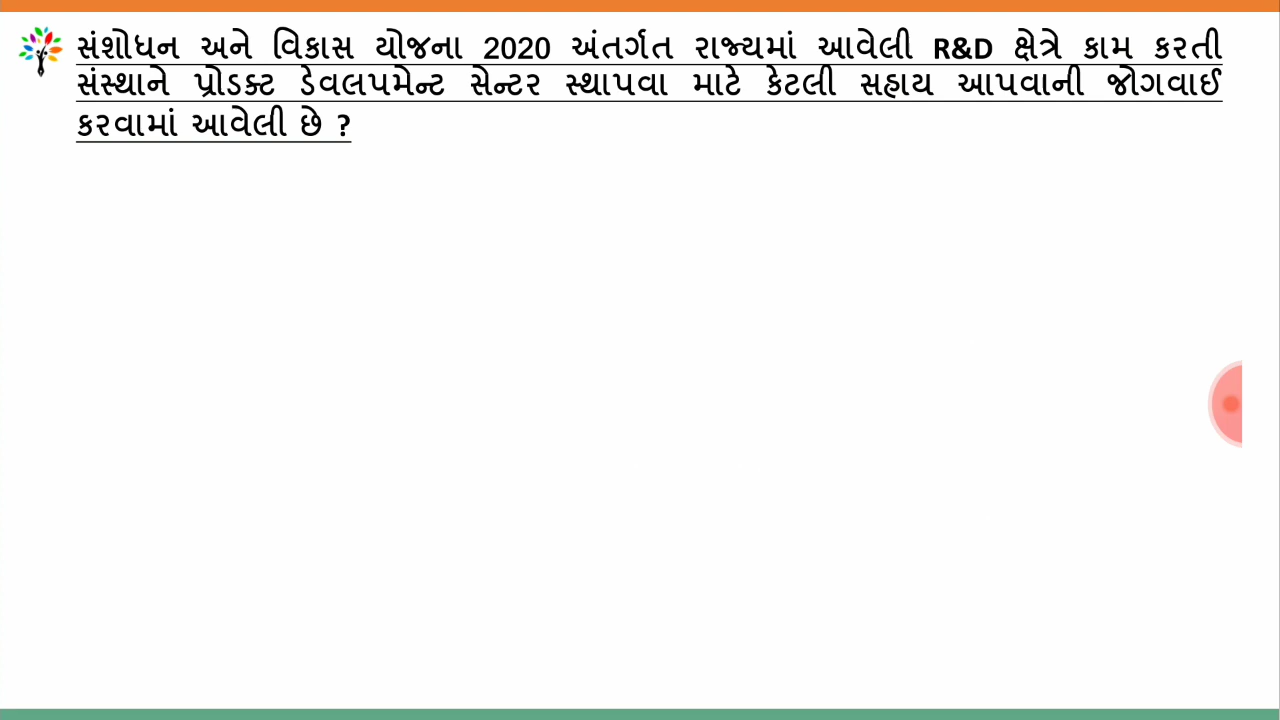 સંશોધન અને વિકાસ યોજના 2020 અંતર્ગત રાજ્યમાં આવેલી R&D ક્ષેત્રે કામ કરતી
સંસ્થાને પ્રોડક્ટ ડેવલપમેન્ટ સેન્ટર સ્થાપવા માટે કેટલી સહાય આપવાની જોગવાઈ
કરવામાં આવેલી છે ?